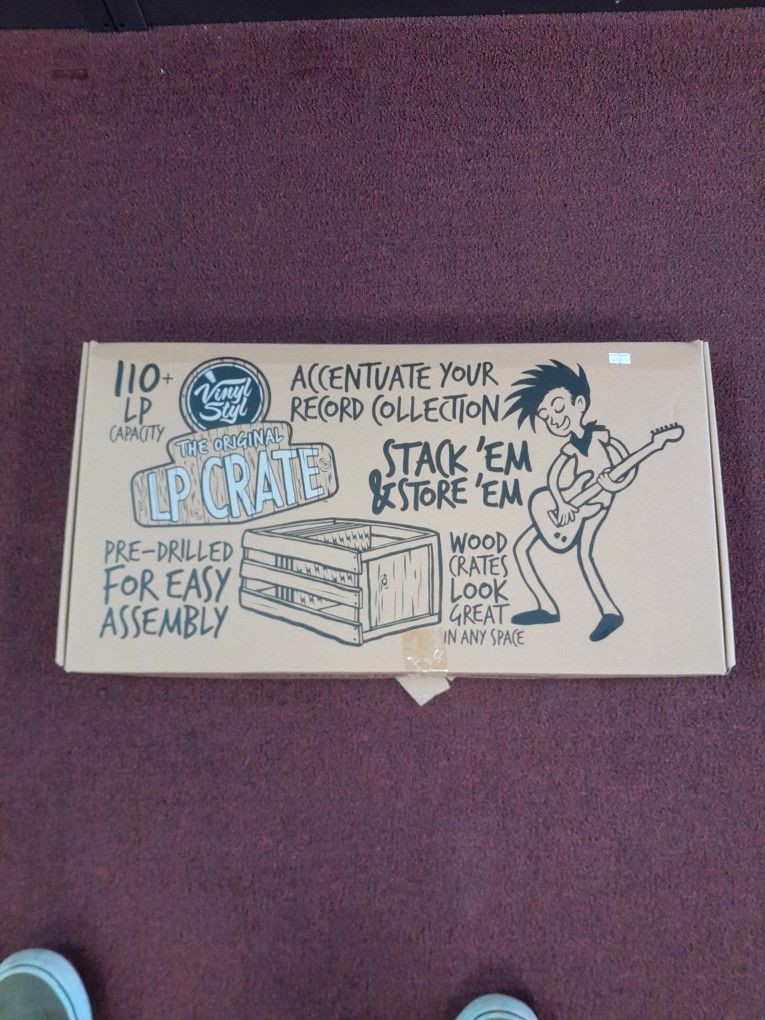 110+
LP
CAPACITY
Vinyl
Styl
THE ORIGINAL
LP CRATE
ACCENTUATE YOUR
RECORD COLLECTION
STACK 'EM
& STORE 'EM
PRE-DRILLED
FOR EASY
ASSEMBLY
WOOD
CRATES
LOOK
GREAT
IN ANY SPACE